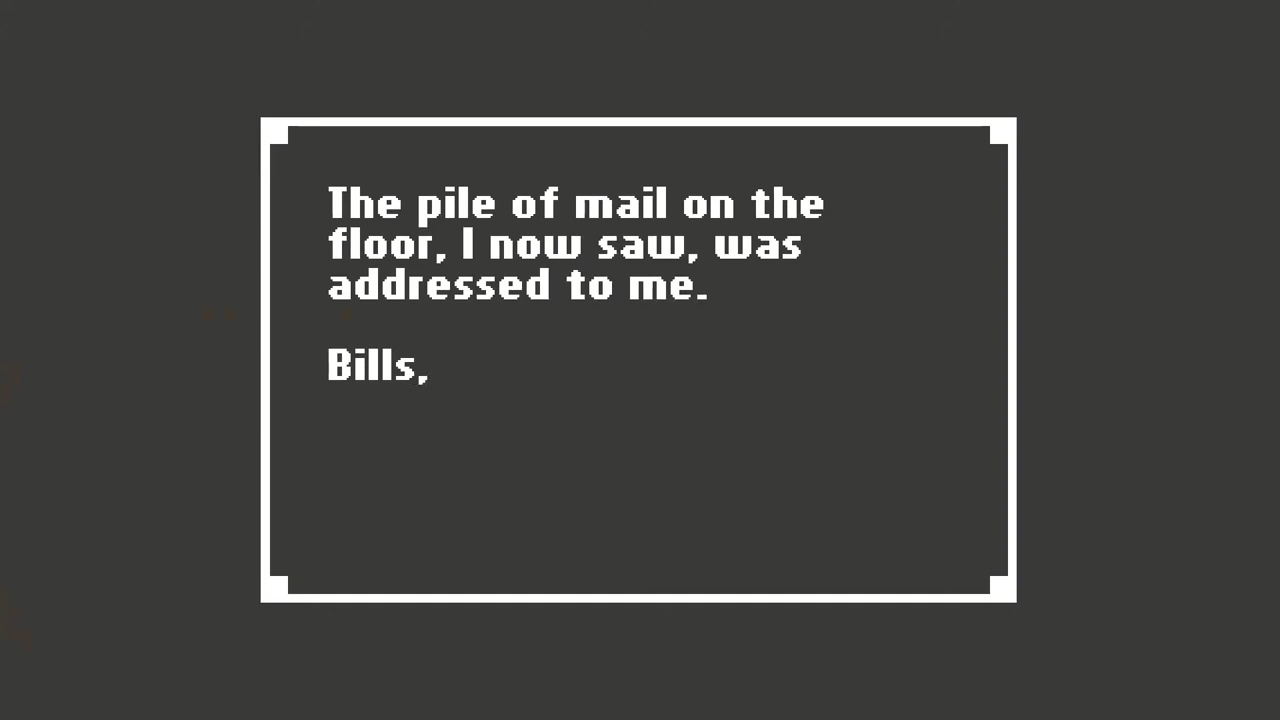 The pile of mail on the
floor, I now saw, was
addressed to me.
Bills,